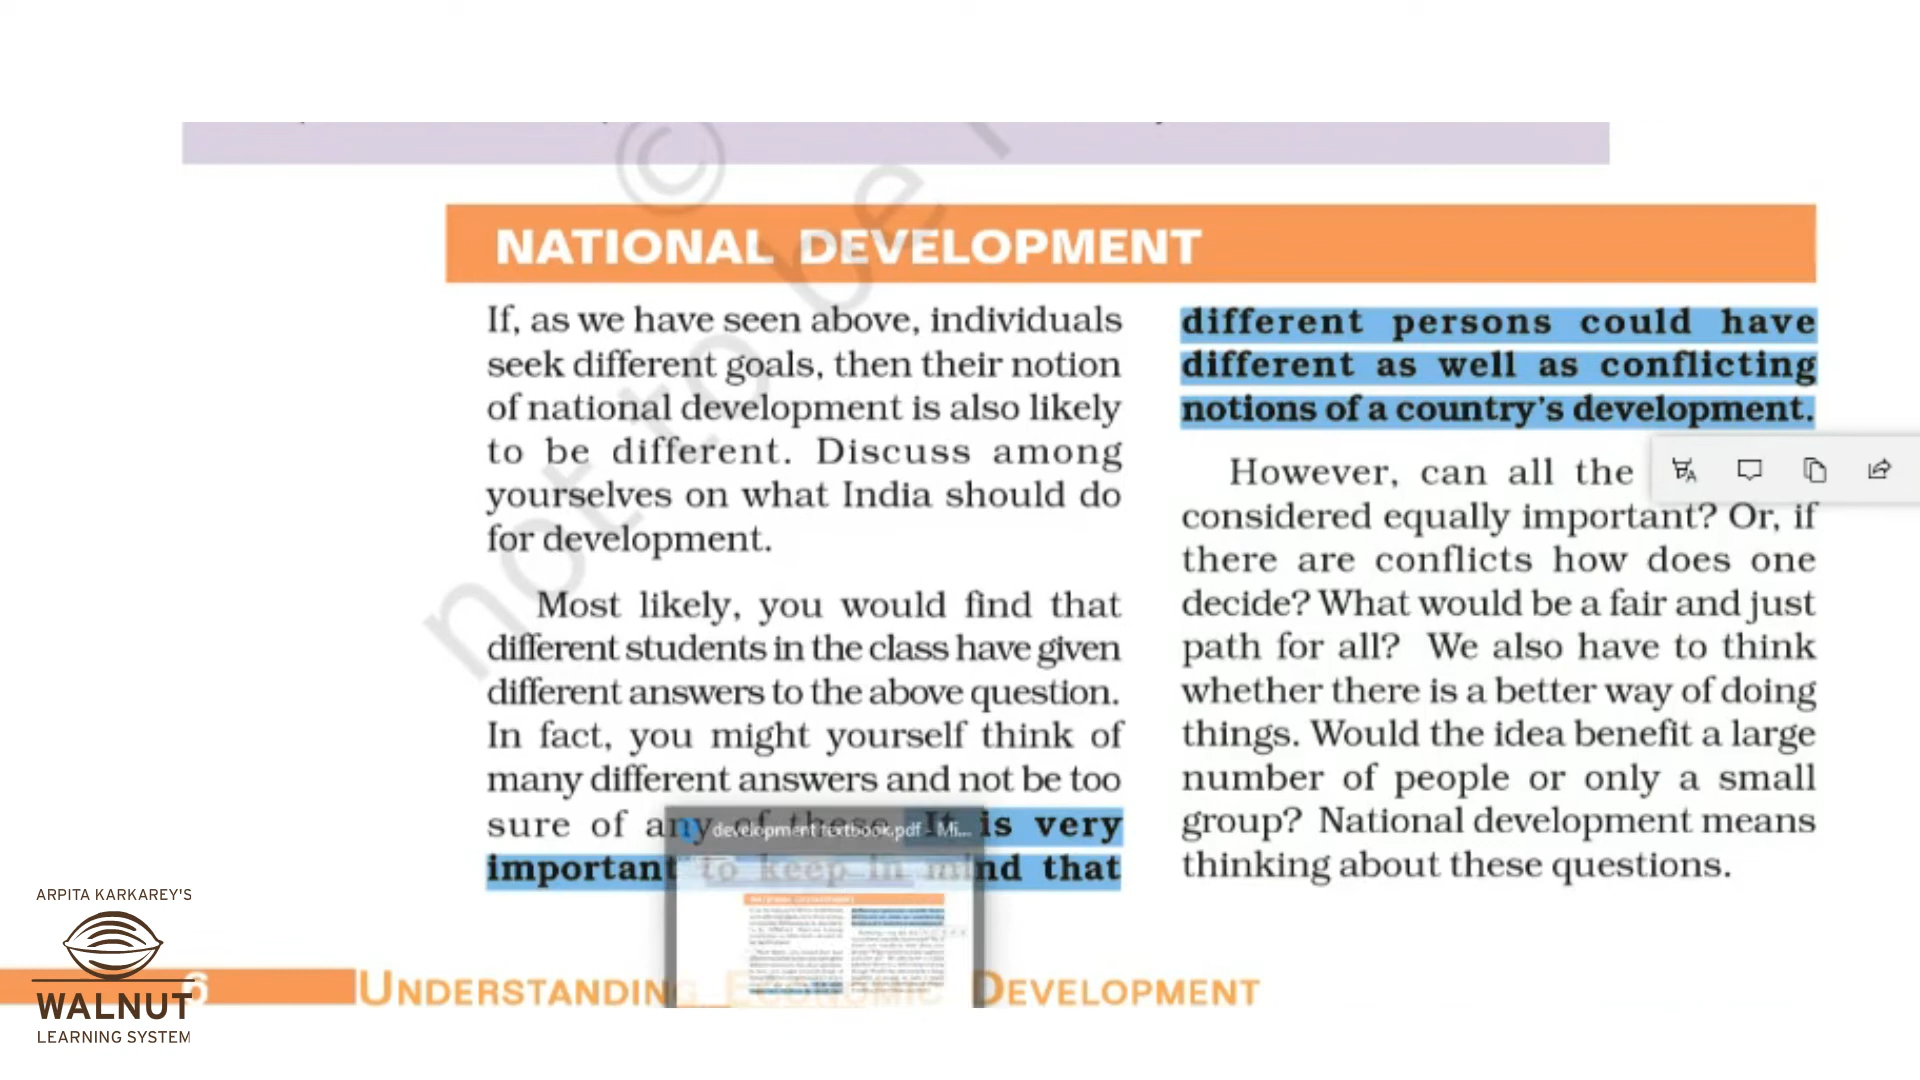 NATIONAL DEVELOPMENT
If, as we have seen above, individuals
seek different goals, then their notion
of national development is also likely
to be different. Discuss among
yourselves on what India should do
for development.
Most likely, you would find that
different students in the class have given
different answers to the above question.
In fact, you might yourself think of
many different answers and not be too
sure of any of these. It is very
important to keep in mind that
different persons could have
different as well as conflicting
notions of a country's development.
However, can all the
considered equally important? Or, if
there are conflicts how does one
decide? What would be a fair and just
path for all? We also have to think
whether there is a better way of doing
things. Would the idea benefit a large
number of people or only a small
group? National development means
thinking about these questions.
© not to be
development textbook.pdf - Mi...
6
UNDERSTANDING ECONOMIC DEVELOPMENT
ARPITA KARKAREY'S
WALNUT
LEARNING SYSTEM